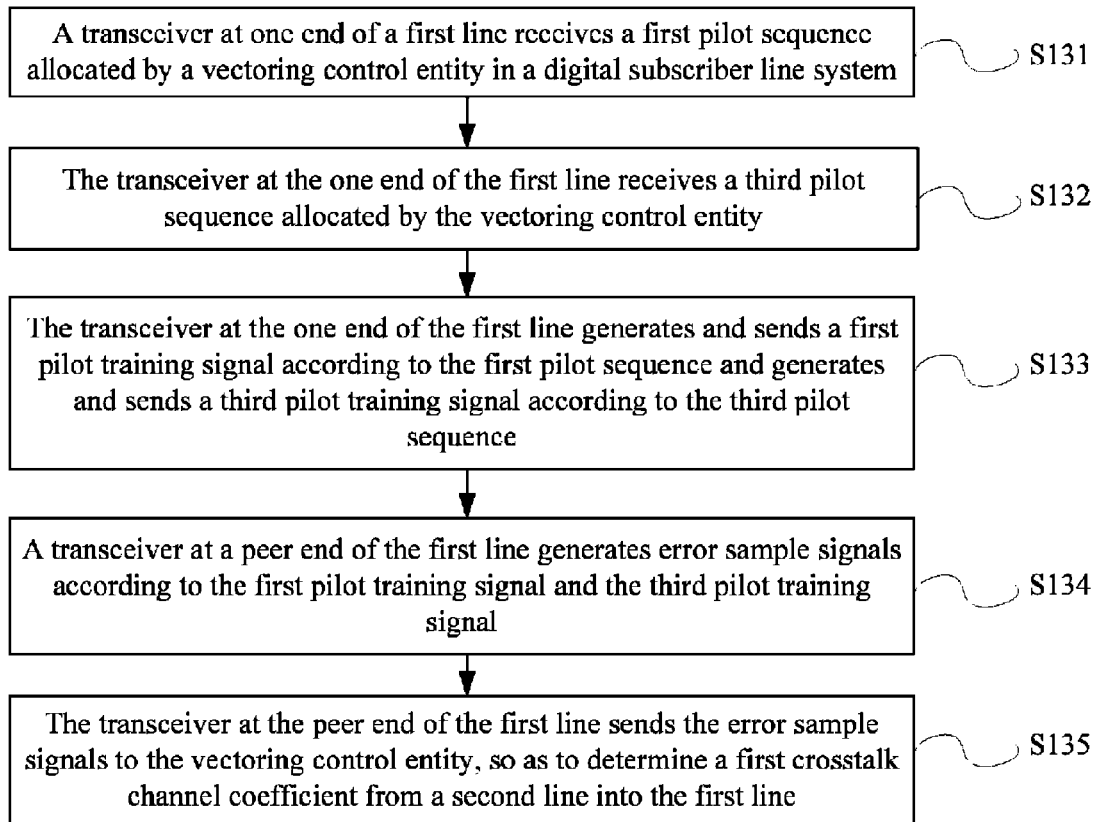 A transceiver at one end of a first line receives a first pilot sequence
allocated by a vectoring control entity in a digital subscriber line system
S131
The transceiver at the one end of the first line receives a third pilot
sequence allocated by the vectoring control entity
S132
The transceiver at the one end of the first line generates and sends a first
pilot training signal according to the first pilot sequence and generates
and sends a third pilot training signal according to the third pilot
sequence
S133
A transceiver at a peer end of the first line generates error sample signals
according to the first pilot training signal and the third pilot training
signal
S134
The transceiver at the peer end of the first line sends the error sample
signals to the vectoring control entity, so as to determine a first crosstalk
channel coefficient from a second line into the first line
S135